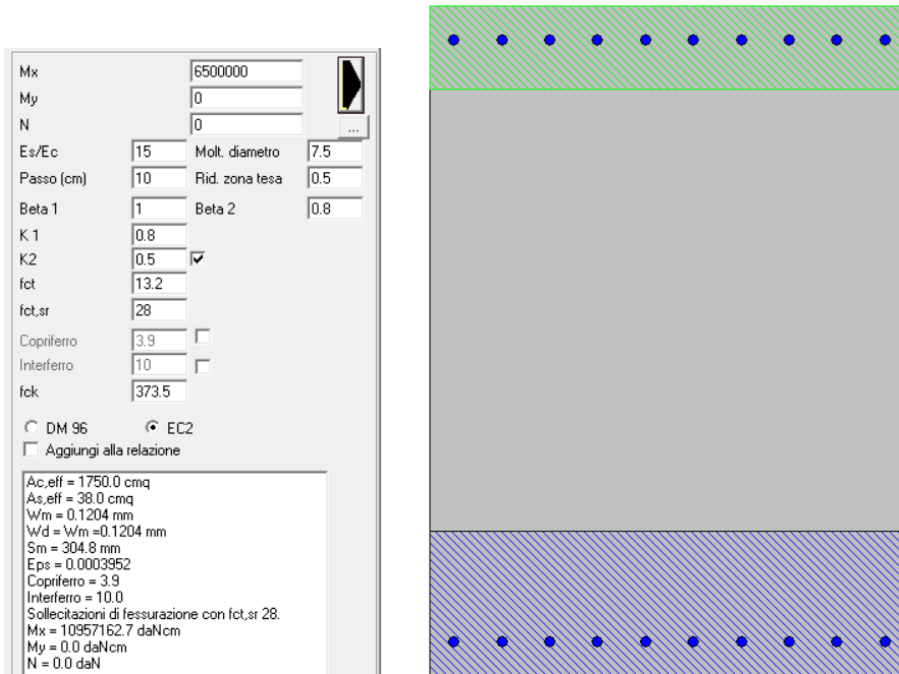 Mx 6500000
My 0
N 0
...
Es/Ec 15 Molt. diametro 7.5
Passo (cm) 10 Rid. zona tesa 0.5
Beta 1 1 Beta 2 0.8
K 1 0.8
K2 0.5
fct 13.2
fct,sr 28
Copriferro 3.9
Interferro 10
fck 373.5
DM 96 EC2
Aggiungi alla relazione
Ac,eff = 1750.0 cmq
As,eff = 38.0 cmq
Wm = 0.1204 mm
Wd = Wm =0.1204 mm
Sm = 304.8 mm
Eps = 0.0003952
Copriferro = 3.9
Interferro = 10.0
Sollecitazioni di fessurazione con fct,sr 28.
Mx = 10957162.7 daNcm
My = 0.0 daNcm
N = 0.0 daN